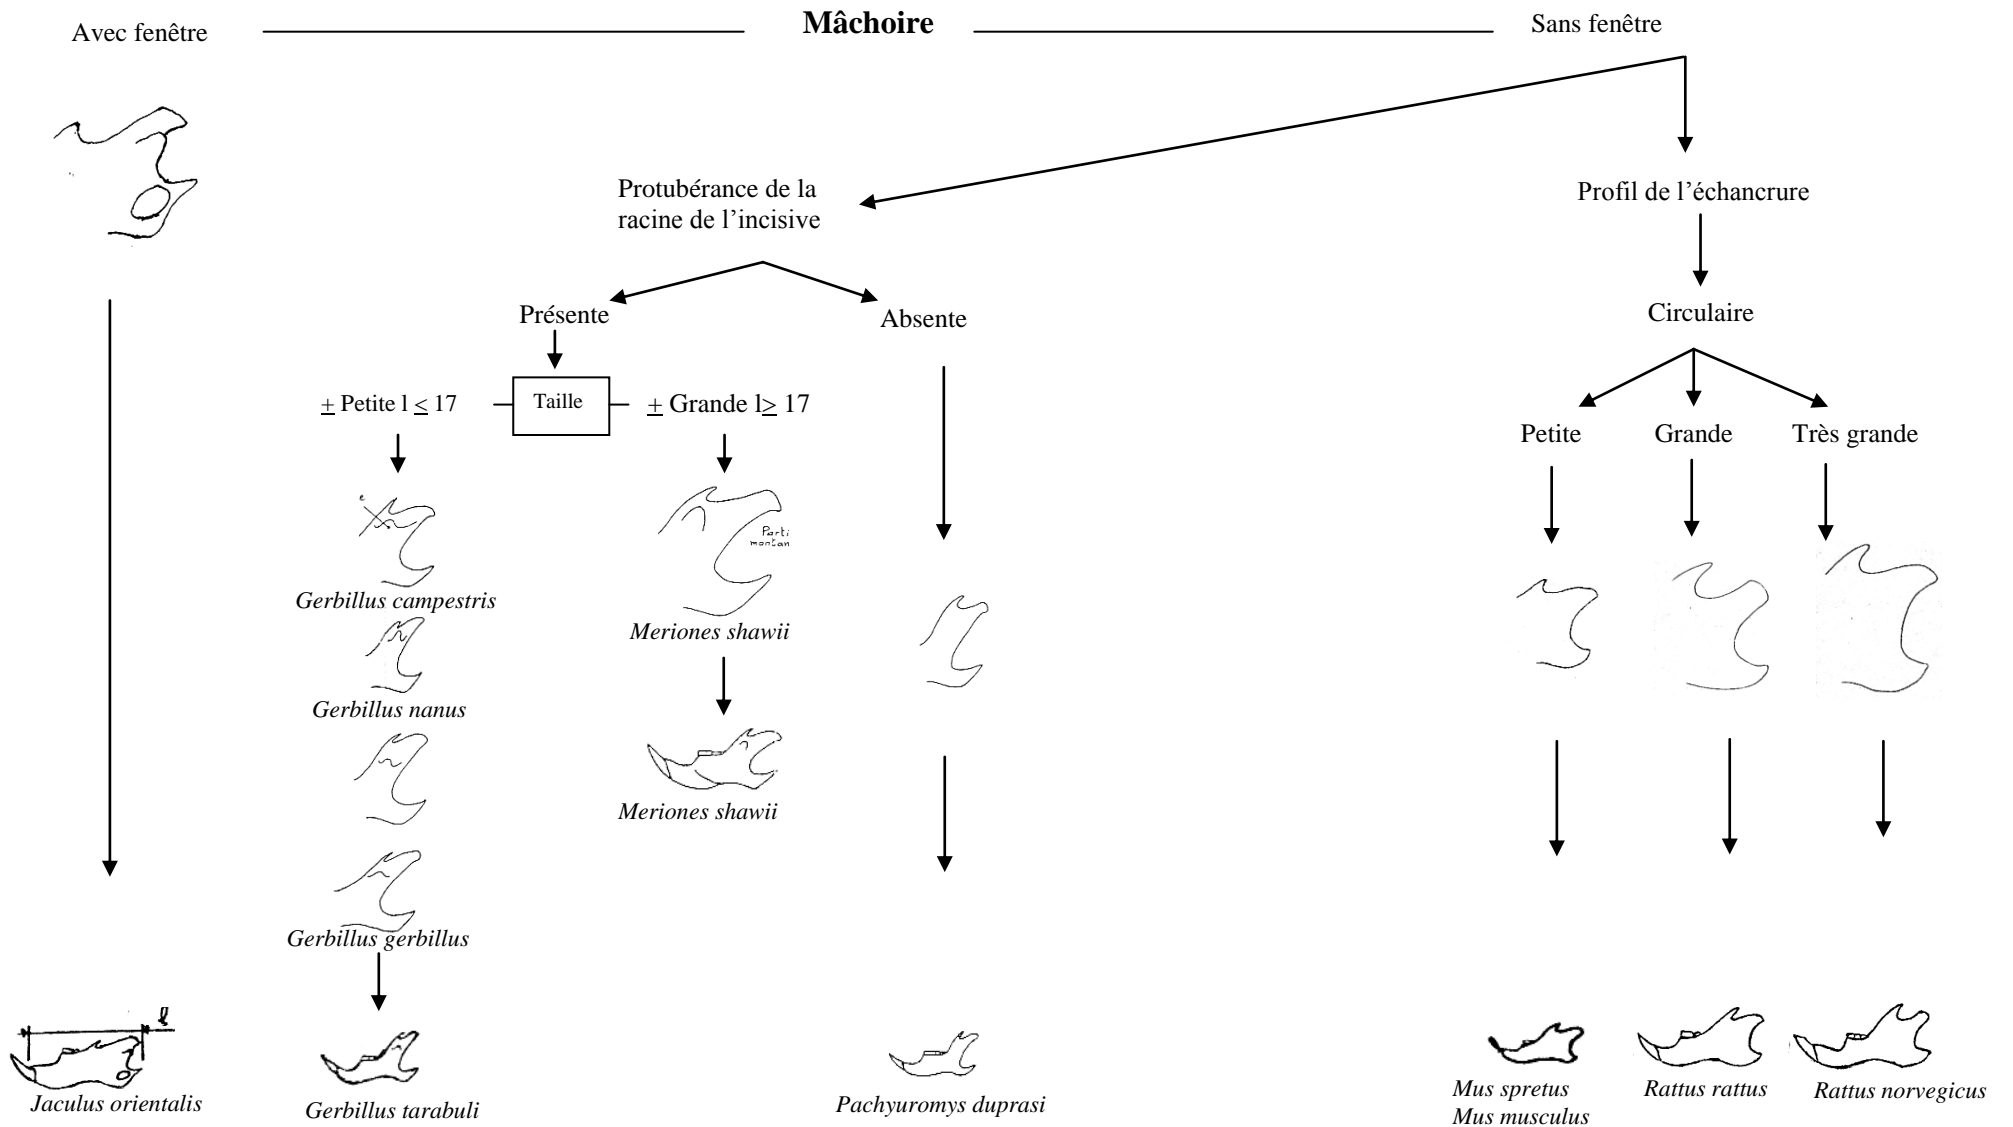 Avec fenêtre
Mâchoire
Sans fenêtre
Protubérance de la
racine de l’incisive
Profil de l’échancrure
Présente
Absente
Circulaire
± Petite l ≤ 17
Taille
± Grande l≥ 17
Petite
Grande
Très grande
e
Parti
montan
Gerbillus campestris
Meriones shawii
Gerbillus nanus
Meriones shawii
Gerbillus gerbillus
l
Jaculus orientalis
Gerbillus tarabuli
Pachyuromys duprasi
Mus spretus
Mus musculus
Rattus rattus
Rattus norvegicus